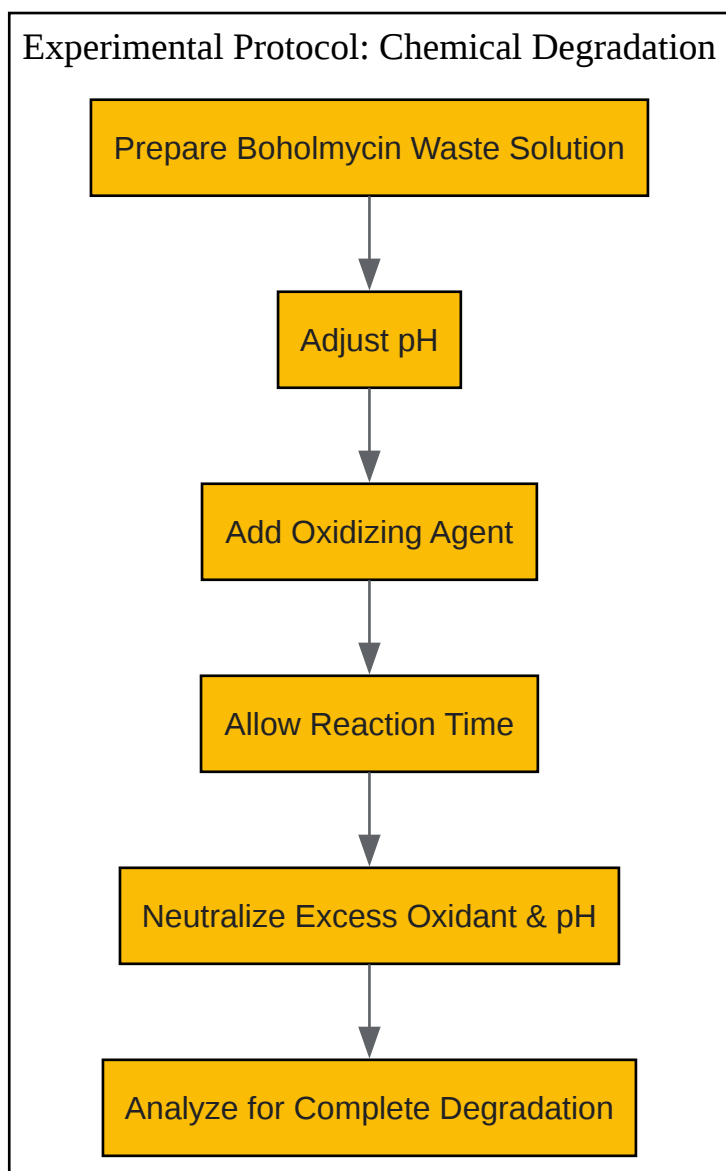 Experimental Protocol: Chemical Degradation
Prepare Boholmycin Waste Solution
Adjust pH
Add Oxidizing Agent
Allow Reaction Time
Neutralize Excess Oxidant & pH
Analyze for Complete Degradation